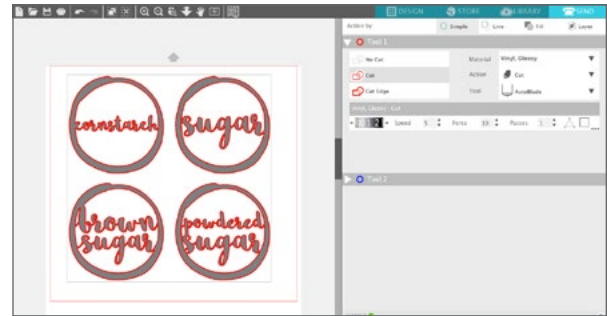 DESIGN STORE LIBRARY SEND
Action by: Simple Line Fill Layer
Tool 1
No Cut Material Vinyl, Glossy
Cut Action Cut
Cut Edge Tool AutoBlade
Vinyl, Glossy - Cut
Speed 5 Force 10 Passes 1
Tool 2
cornstarch
sugar
brown
sugar
powdered
sugar